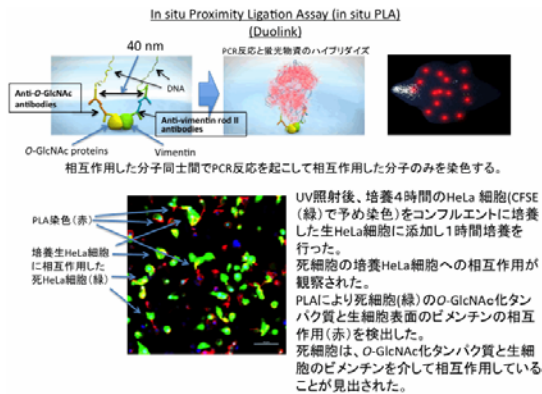 In situ Proximity Ligation Assay (in situ PLA)
(Duolink)
40 nm
PCR反応と蛍光物質のハイブリダイズ
Anti-O-GlcNAc
antibodies
DNA
Anti-vimentin rod II
antibodies
O-GlcNAc proteins
Vimentin
相互作用した分子同士間でPCR反応を起こして相互作用した分子のみを染色する。
PLA染色(赤)
培養生HeLa細胞
に相互作用した
死HeLa細胞(緑)
UV照射後、培養4時間のHeLa 細胞(CFSE
(緑)で予め染色)をコンフルエントに培養
した生HeLa細胞に添加し1時間培養を
行った。
死細胞の培養HeLa細胞への相互作用が
観察された。
PLAにより死細胞(緑)のO-GlcNAc化タン
パク質と生細胞表面のビメンチンの相互
作用(赤)を検出した。
死細胞は、O-GlcNAc化タンパク質と生細
胞のビメンチンを介して相互作用している
ことが見出された。